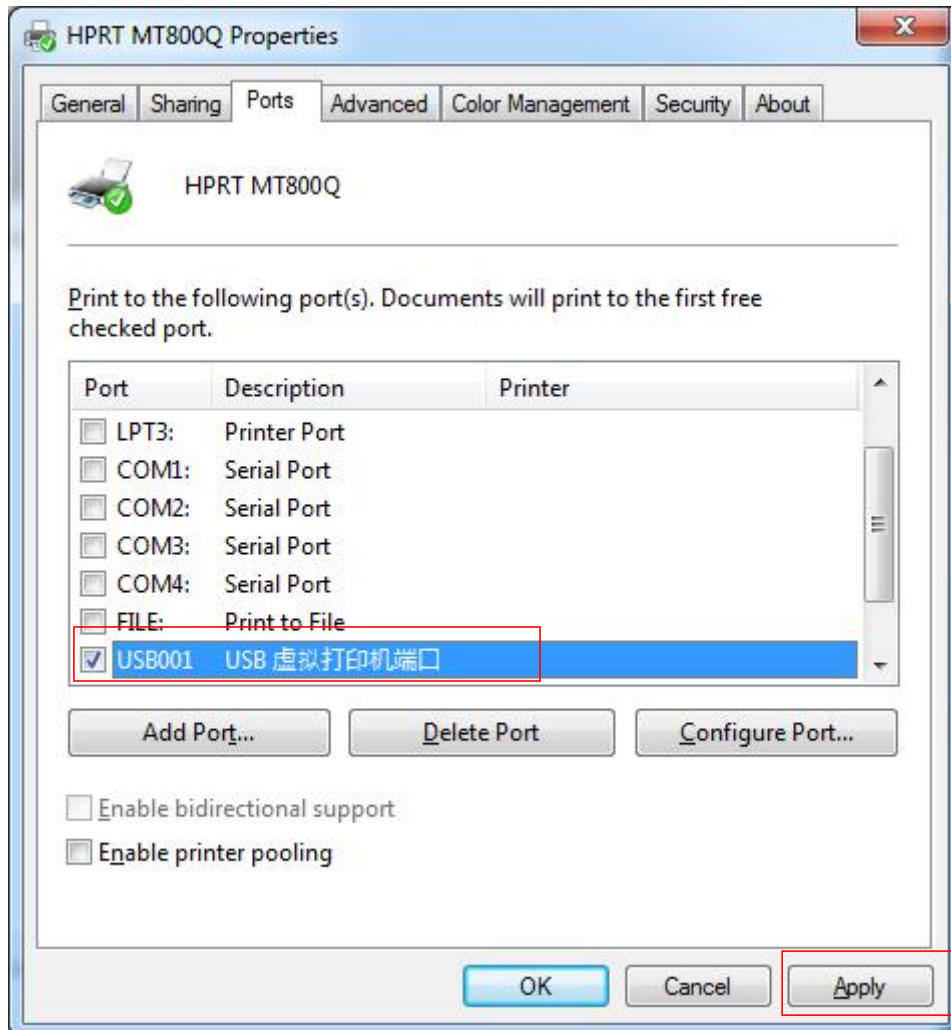 HPRT MT800Q Properties
General Sharing Ports Advanced Color Management Security About
HPRT MT800Q
Print to the following port(s). Documents will print to the first free
checked port.
Port Description Printer
LPT3: Printer Port
COM1: Serial Port
COM2: Serial Port
COM3: Serial Port
COM4: Serial Port
FILE: Print to File
USB001 USB 虚拟打印机端口
Add Port... Delete Port Configure Port...
Enable bidirectional support
Enable printer pooling
OK Cancel Apply